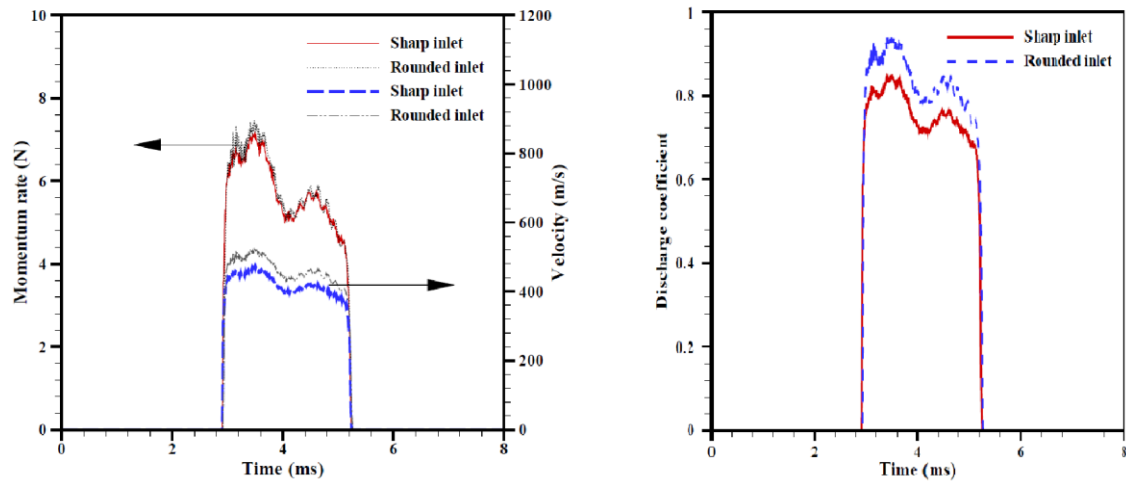 10
8
6
4
2
0
Momentum rate (N)
Sharp inlet
Rounded inlet
Sharp inlet
Rounded inlet
1200
1000
800
600
400
200
0
Velocity (m/s)
0
2
4
6
8
Time (ms)
1
0.8
0.6
0.4
0.2
0
Discharge coefficient
Sharp inlet
Rounded inlet
0
2
4
6
8
Time (ms)